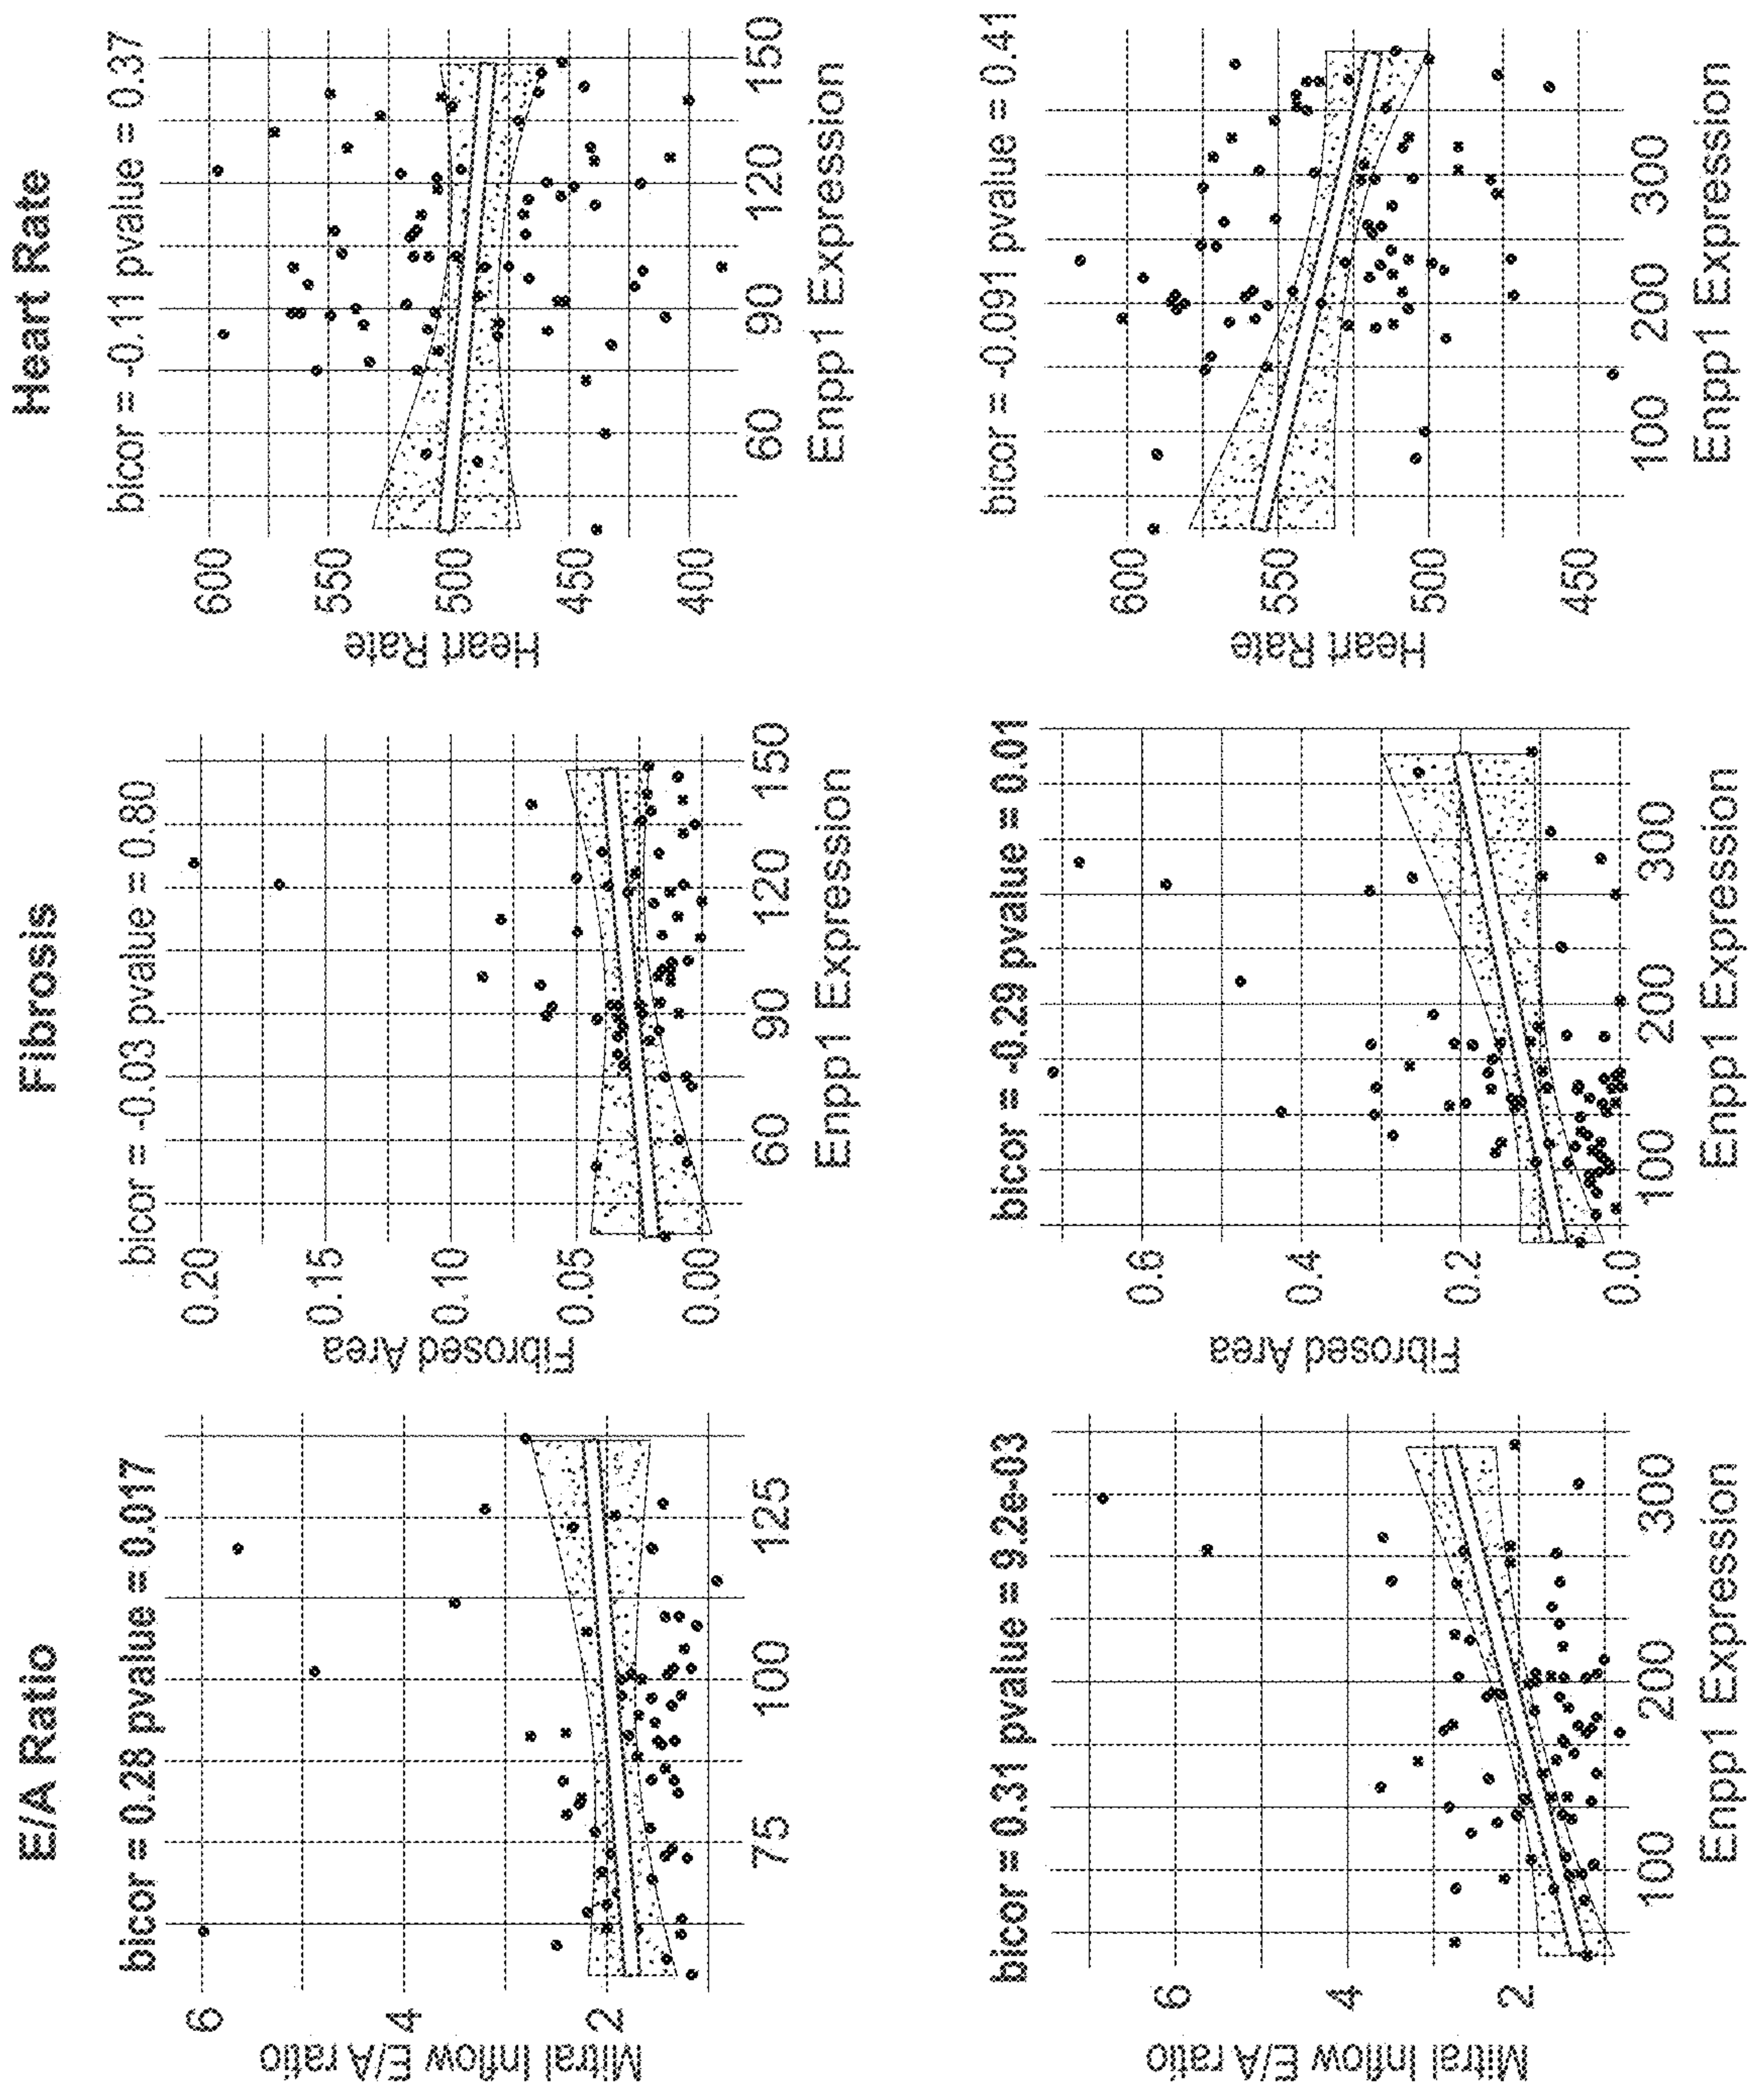 E/A Ratio
bicor = 0.28 pvalue = 0.017
Mitral Inflow E/A ratio
6
4
2
75
100
125
Fibrosis
bicor = -0.03 pvalue = 0.80
Fibrosed Area
0.20
0.15
0.10
0.05
0.00
60
90
120
150
Enpp1 Expression
Heart Rate
bicor = -0.11 pvalue = 0.37
Heart Rate
600
550
500
450
400
60
90
120
150
Enpp1 Expression
bicor = 0.31 pvalue = 9.2e-03
Mitral Inflow E/A ratio
6
4
2
100
200
300
Enpp1 Expression
bicor = -0.29 pvalue = 0.01
Fibrosed Area
0.6
0.4
0.2
0.0
100
200
300
Enpp1 Expression
bicor = -0.091 pvalue = 0.41
Heart Rate
600
550
500
450
100
200
300
Enpp1 Expression